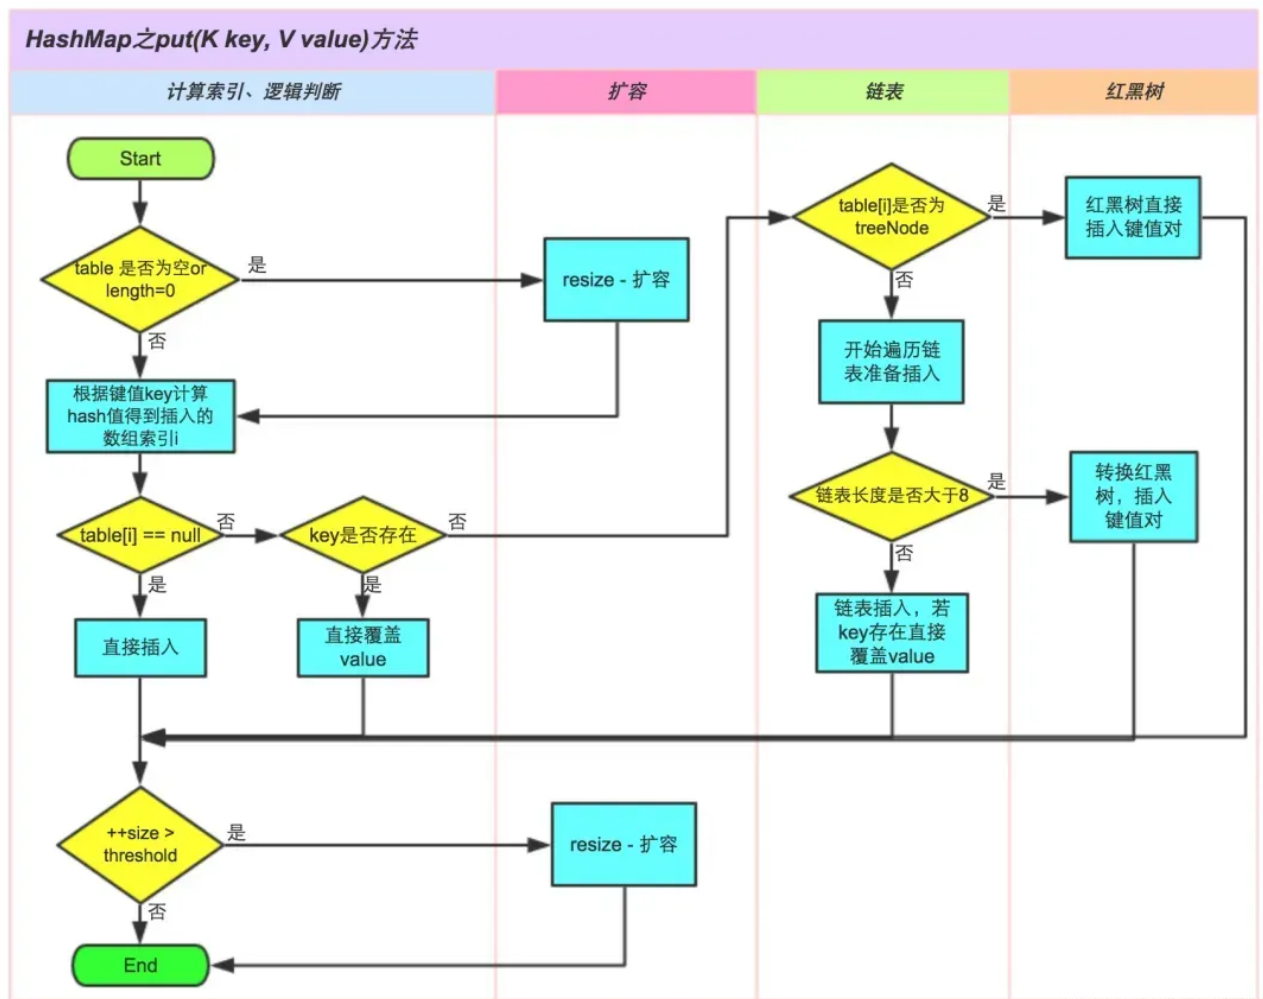 HashMap之put(K key, V value)方法
计算索引、逻辑判断
扩容
链表
红黑树
Start
table 是否为空or
length=0
是
resize - 扩容
否
根据键值key计算
hash值得到插入的
数组索引i
table[i] == null
否
key是否存在
否
是
直接插入
是
直接覆盖
value
table[i]是否为
treeNode
是
红黑树直接
插入键值对
否
开始遍历链
表准备插入
链表长度是否大于8
是
转换红黑
树，插入
键值对
否
链表插入，若
key存在直接
覆盖value
++size >
threshold
是
resize - 扩容
否
End